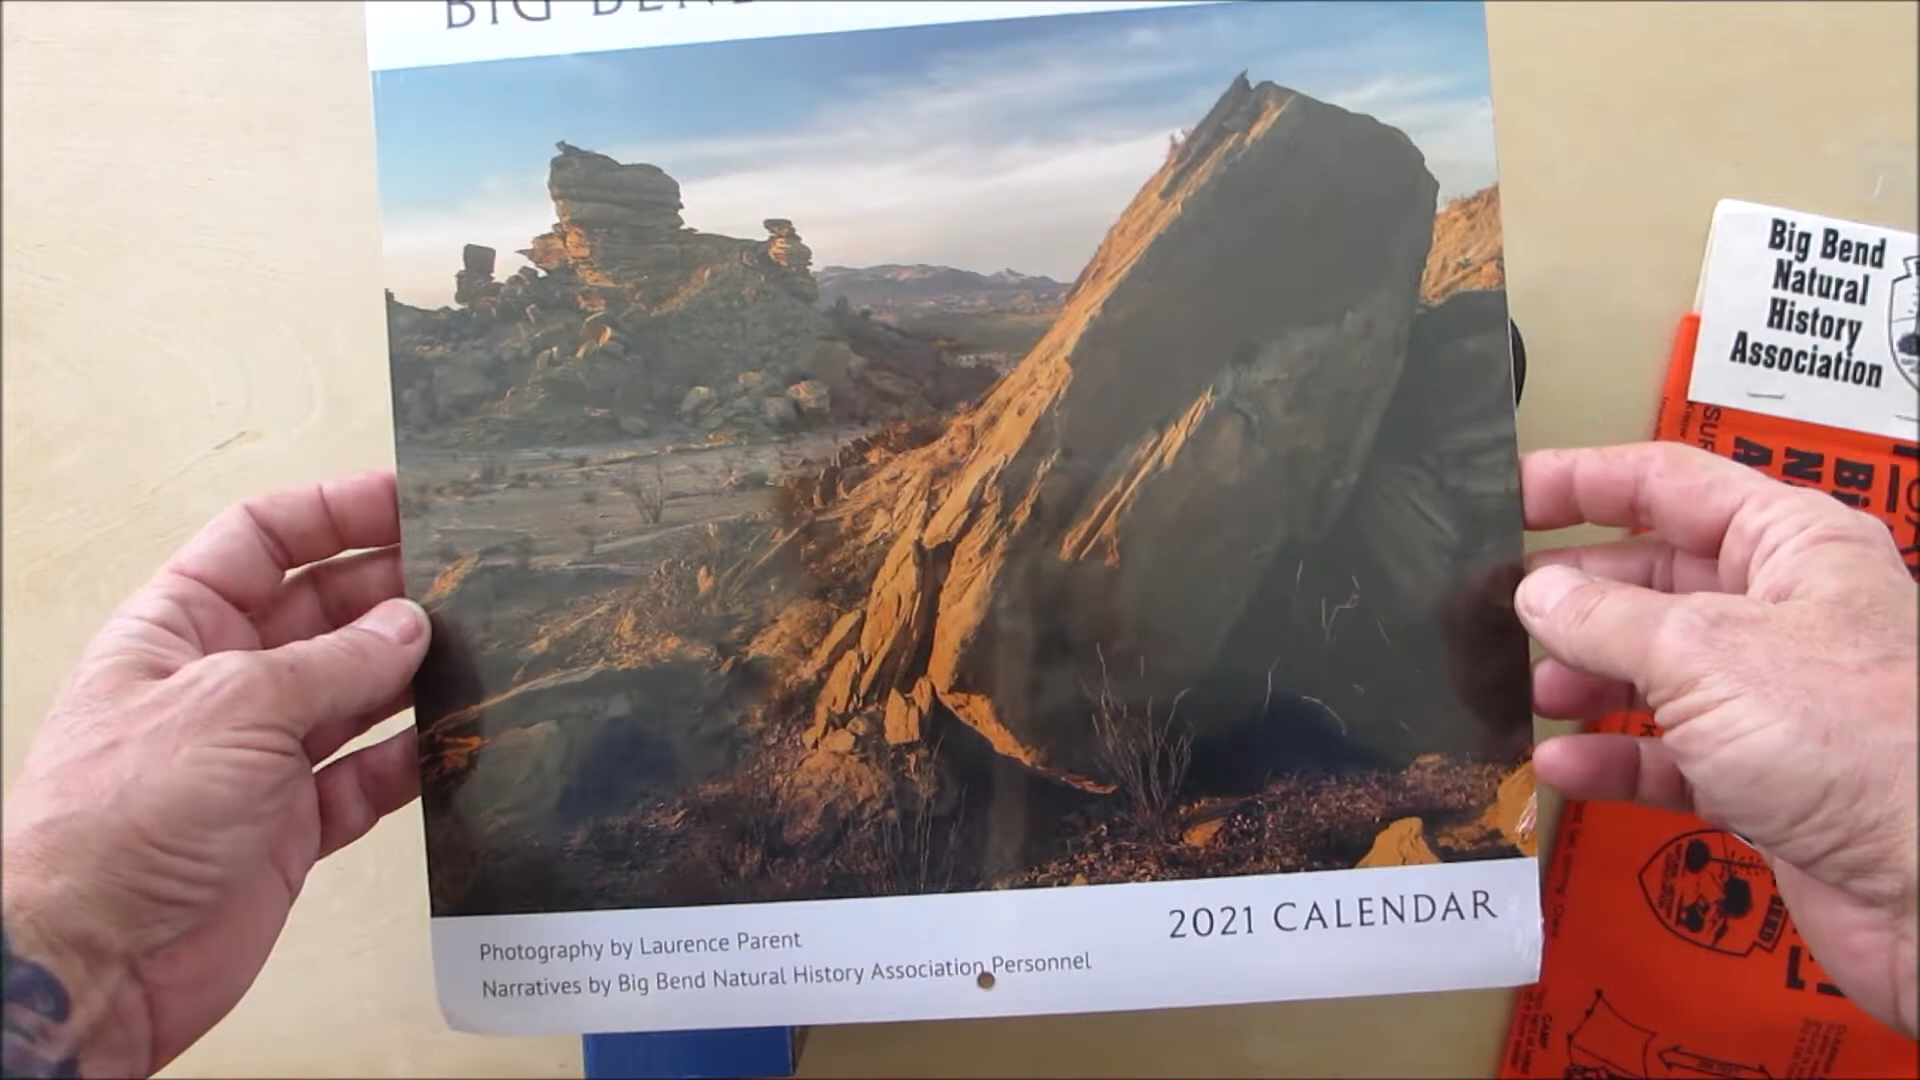 BIG BEND
Photography by Laurence Parent
Narratives by Big Bend Natural History Association Personnel
2021 CALENDAR
Big Bend
Natural
History
Association